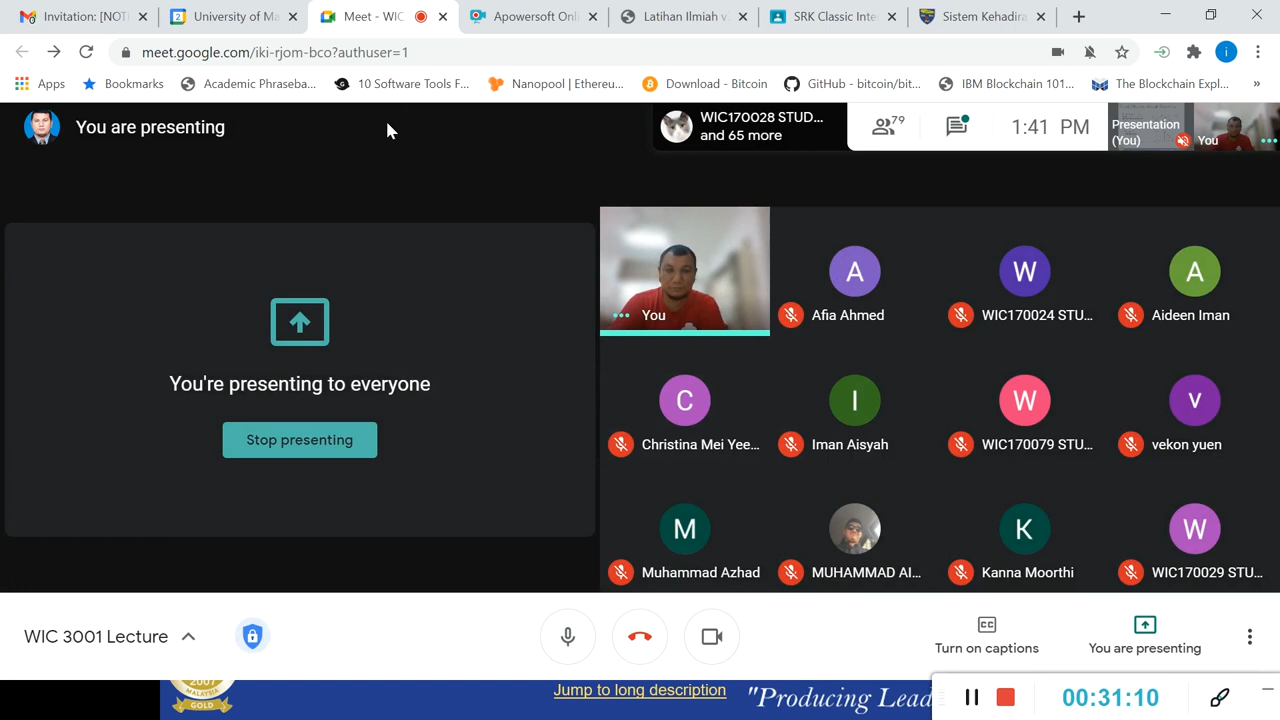 Invitation: [NOT
University of Ma
Meet - WIC
Apowersoft Onl
Latihan Ilmiah v
SRK Classic Inte
Sistem Kehadira
meet.google.com/iki-rjom-bco?authuser=1
i
Apps
Bookmarks
Academic Phraseba...
10 Software Tools F...
Nanopool | Ethereu...
Download - Bitcoin
GitHub - bitcoin/bit...
IBM Blockchain 101...
The Blockchain Expl...
»
You are presenting
WIC170028 STUD...
and 65 more
79
1:41 PM
Presentation
(You)
You
You're presenting to everyone
Stop presenting
You
A
Afia Ahmed
W
WIC170024 STU...
A
Aideen Iman
C
Christina Mei Yee...
I
Iman Aisyah
W
WIC170079 STU...
v
vekon yuen
M
Muhammad Azhad
MUHAMMAD AI...
K
Kanna Moorthi
W
WIC170029 STU...
WIC 3001 Lecture
Turn on captions
You are presenting
2007
MALAYSIA
GOLD
Jump to long description
"Producing Lead
00:31:10